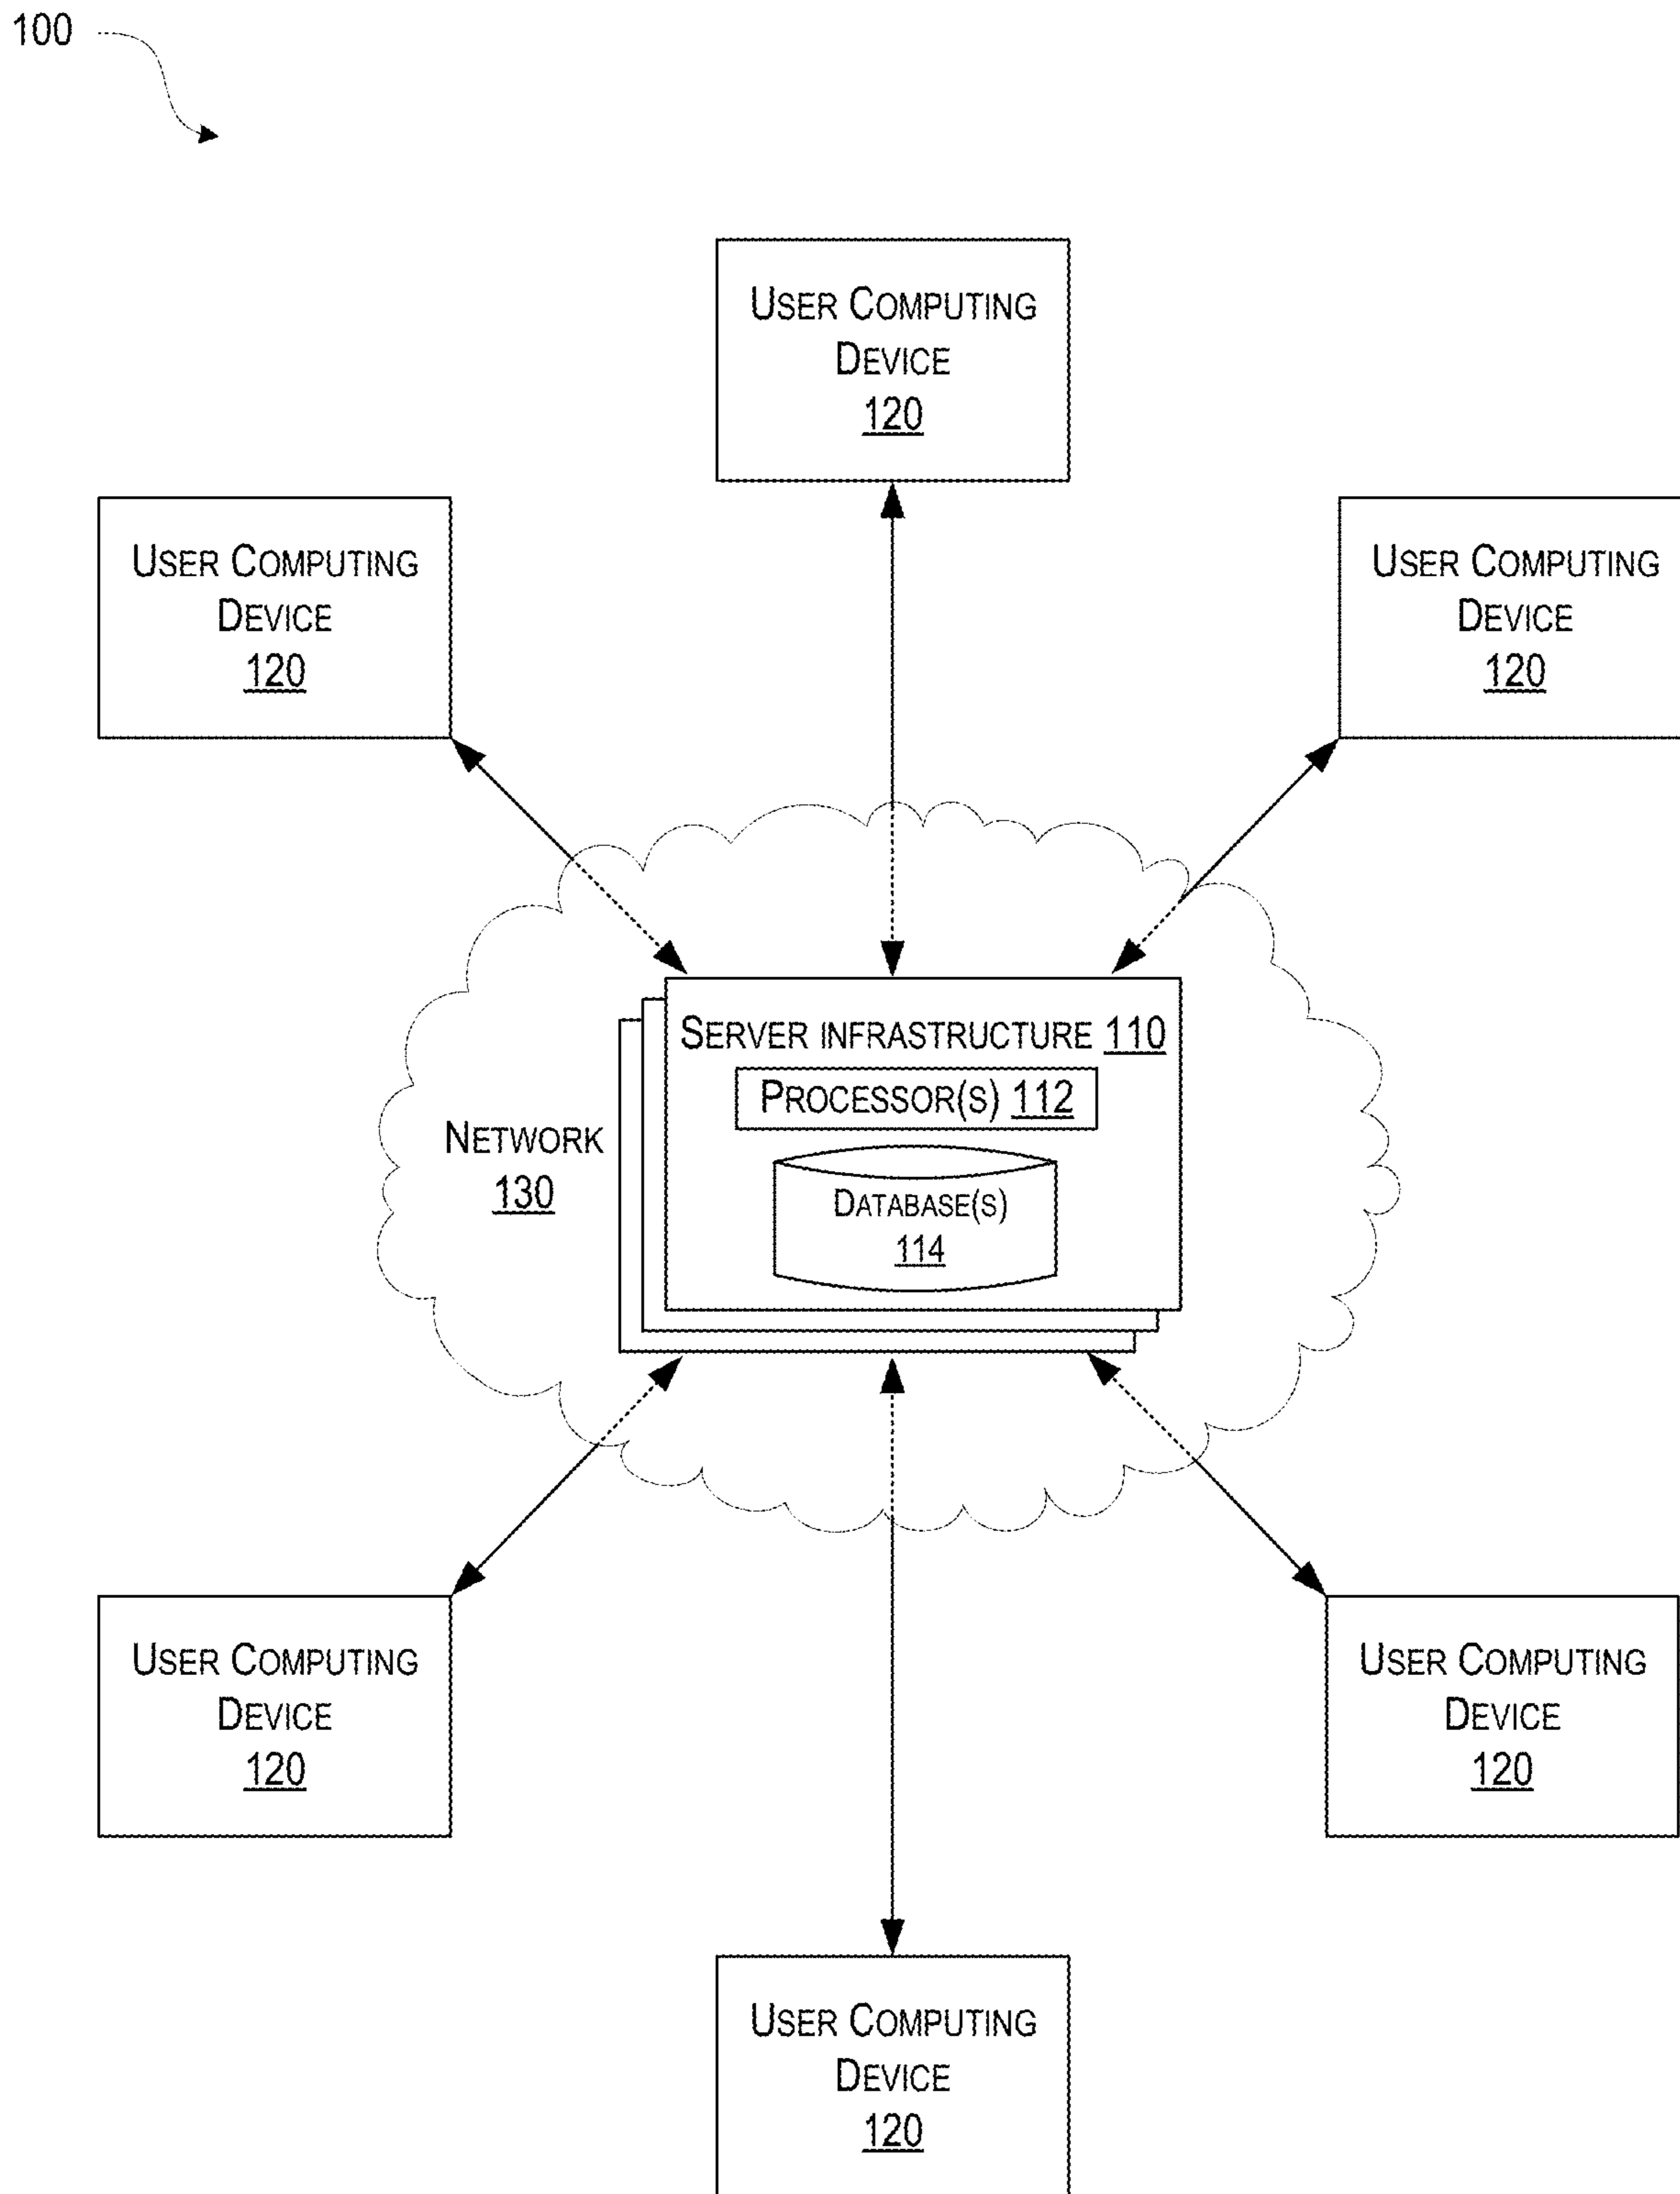 100
USER COMPUTING
DEVICE
120
USER COMPUTING
DEVICE
120
USER COMPUTING
DEVICE
120
SERVER INFRASTRUCTURE 110
PROCESSOR(S) 112
NETWORK
130
DATABASE(S)
114
USER COMPUTING
DEVICE
120
USER COMPUTING
DEVICE
120
USER COMPUTING
DEVICE
120